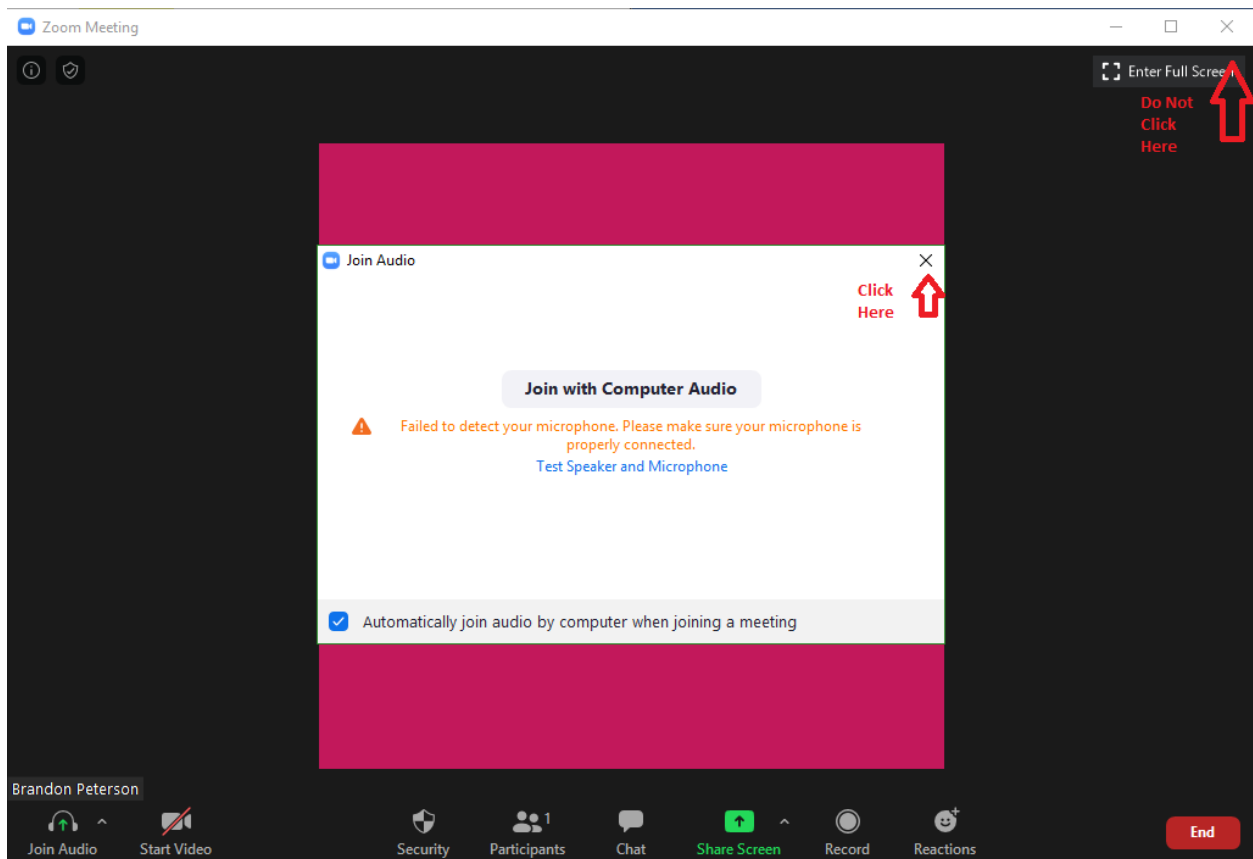 Zoom Meeting
Enter Full Screen
Do Not
Click
Here
Join Audio
Click
Here
Join with Computer Audio
Failed to detect your microphone. Please make sure your microphone is
properly connected.
Test Speaker and Microphone
Automatically join audio by computer when joining a meeting
Brandon Peterson
1
Join Audio
Start Video
Security
Participants
Chat
Share Screen
Record
Reactions
End